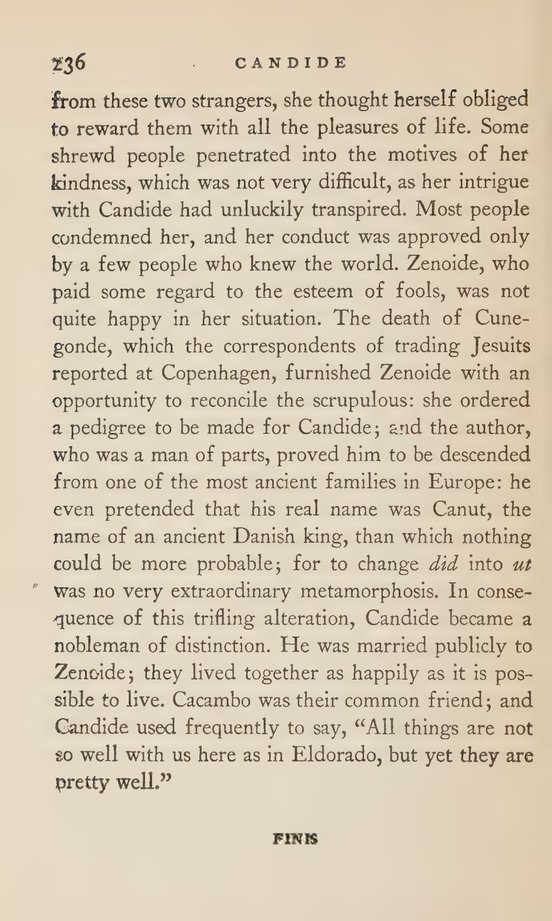 236 CANDIDE
from these two strangers, she thought herself obliged
to reward them with all the pleasures of life. Some
shrewd people penetrated into the motives of her
kindness, which was not very difficult, as her intrigue
with Candide had unluckily transpired. Most people
condemned her, and her conduct was approved only
by a few people who knew the world. Zenoide, who
paid some regard to the esteem of fools, was not
quite happy in her situation. The death of Cune-
gonde, which the correspondents of trading Jesuits
reported at Copenhagen, furnished Zenoide with an
opportunity to reconcile the scrupulous: she ordered
a pedigree to be made for Candide; and the author,
who was a man of parts, proved him to be descended
from one of the most ancient families in Europe: he
even pretended that his real name was Canut, the
name of an ancient Danish king, than which nothing
could be more probable; for to change did into ut
was no very extraordinary metamorphosis. In conse-
quence of this trifling alteration, Candide became a
nobleman of distinction. He was married publicly to
Zenoide; they lived together as happily as it is pos-
sible to live. Cacambo was their common friend; and
Candide used frequently to say, “All things are not
so well with us here as in Eldorado, but yet they are
pretty well.”
FINIS